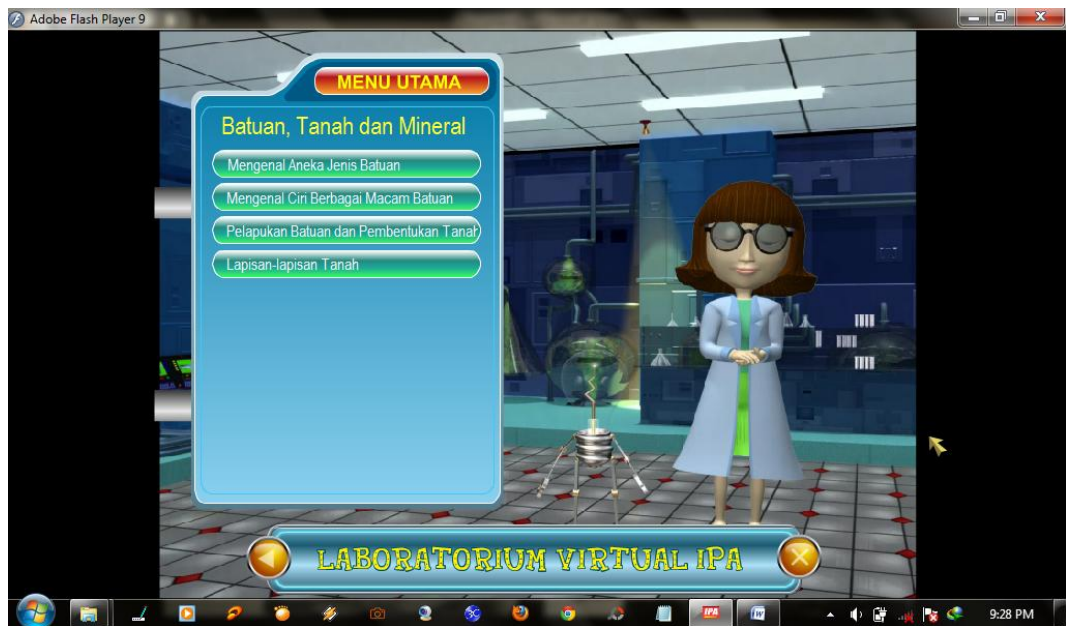 Adobe Flash Player 9
MENU UTAMA
Batuan, Tanah dan Mineral
Mengenal Aneka Jenis Batuan
Mengenal Ciri Berbagai Macam Batuan
Pelapukan Batuan dan Pembentukan Tanah
Lapisan-lapisan Tanah
LABORATORIUM VIRTUAL IPA
IPA
9:28 PM